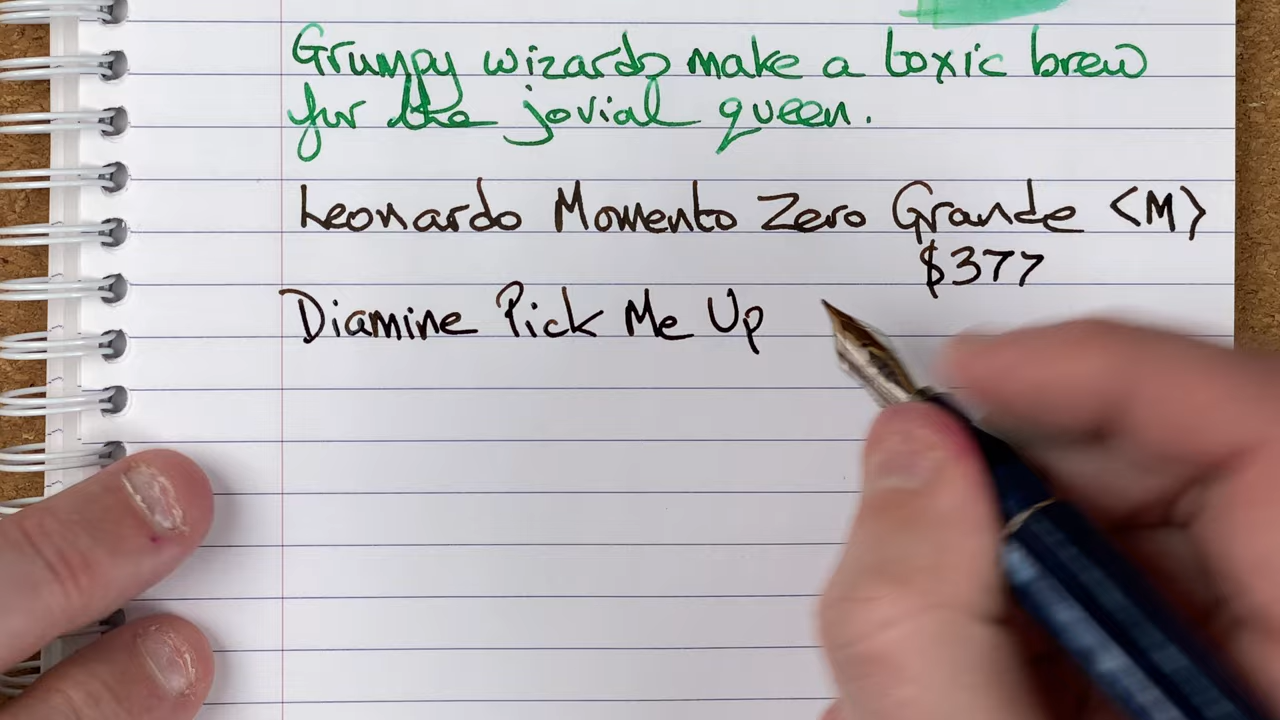 Grumpy wizards make a toxic brew
for the jovial queen.
Leonardo Momento Zero Grande <M>
$377
Diamine Pick Me Up